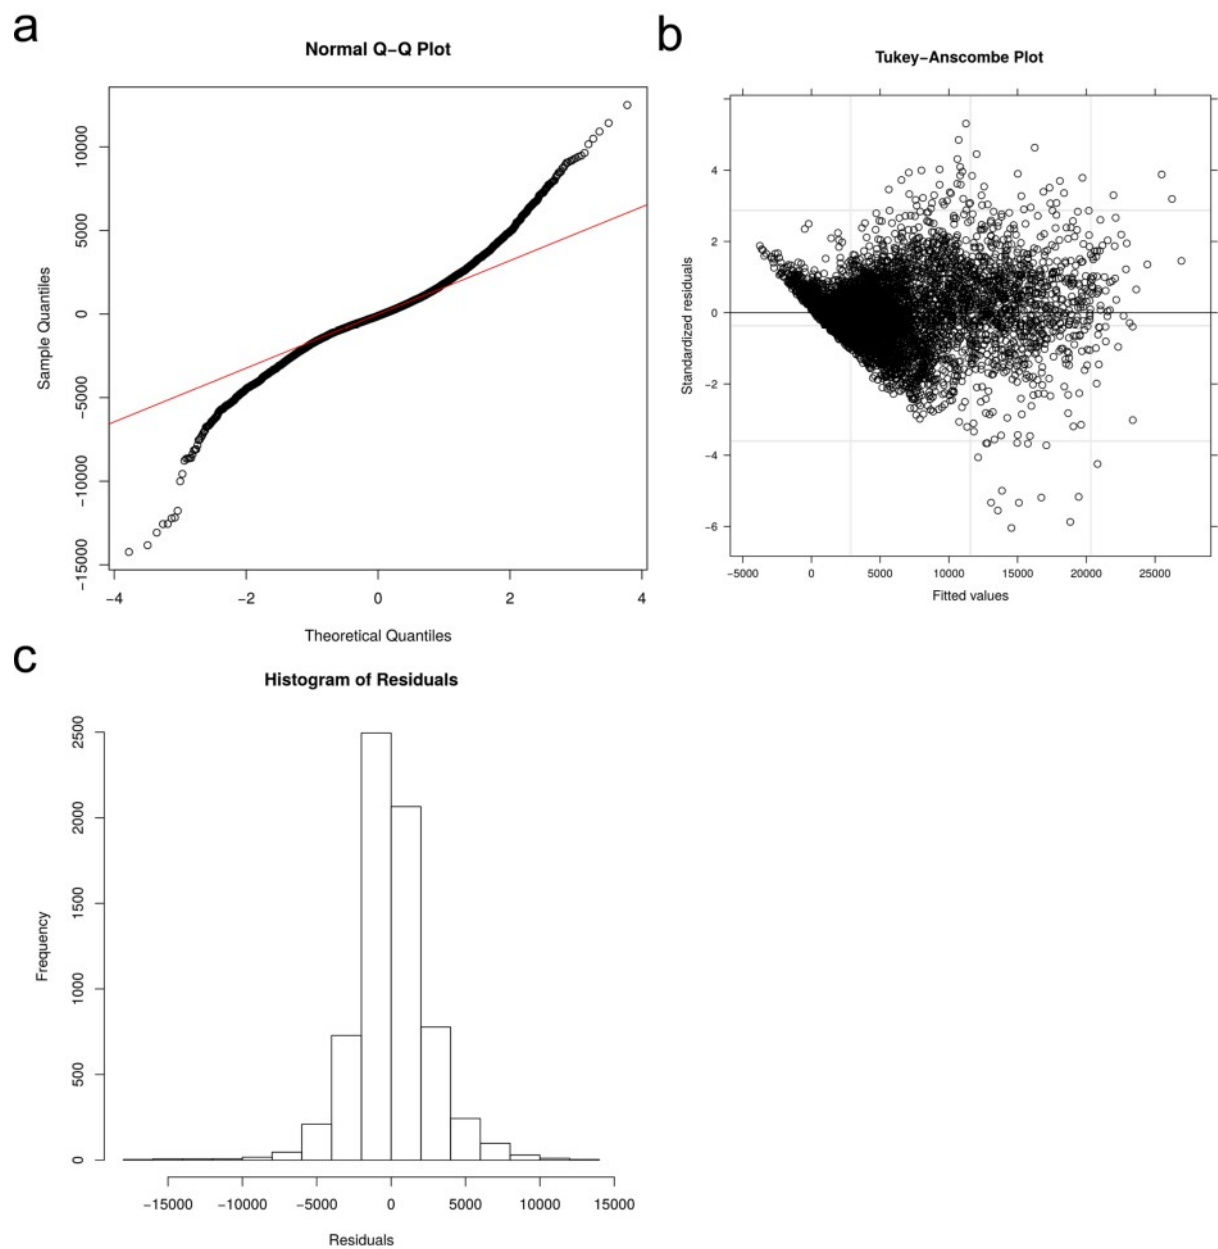 a
Normal Q−Q Plot
10000
5000
0
−5000
−10000
−15000
Sample Quantiles
−4 −2 0 2 4
Theoretical Quantiles
b
Tukey−Anscombe Plot
4
2
0
−2
−4
−6
Standardized residuals
−5000 0 5000 10000 15000 20000 25000
Fitted values
c
Histogram of Residuals
2500
2000
1500
1000
500
0
Frequency
−15000 −10000 −5000 0 5000 10000 15000
Residuals